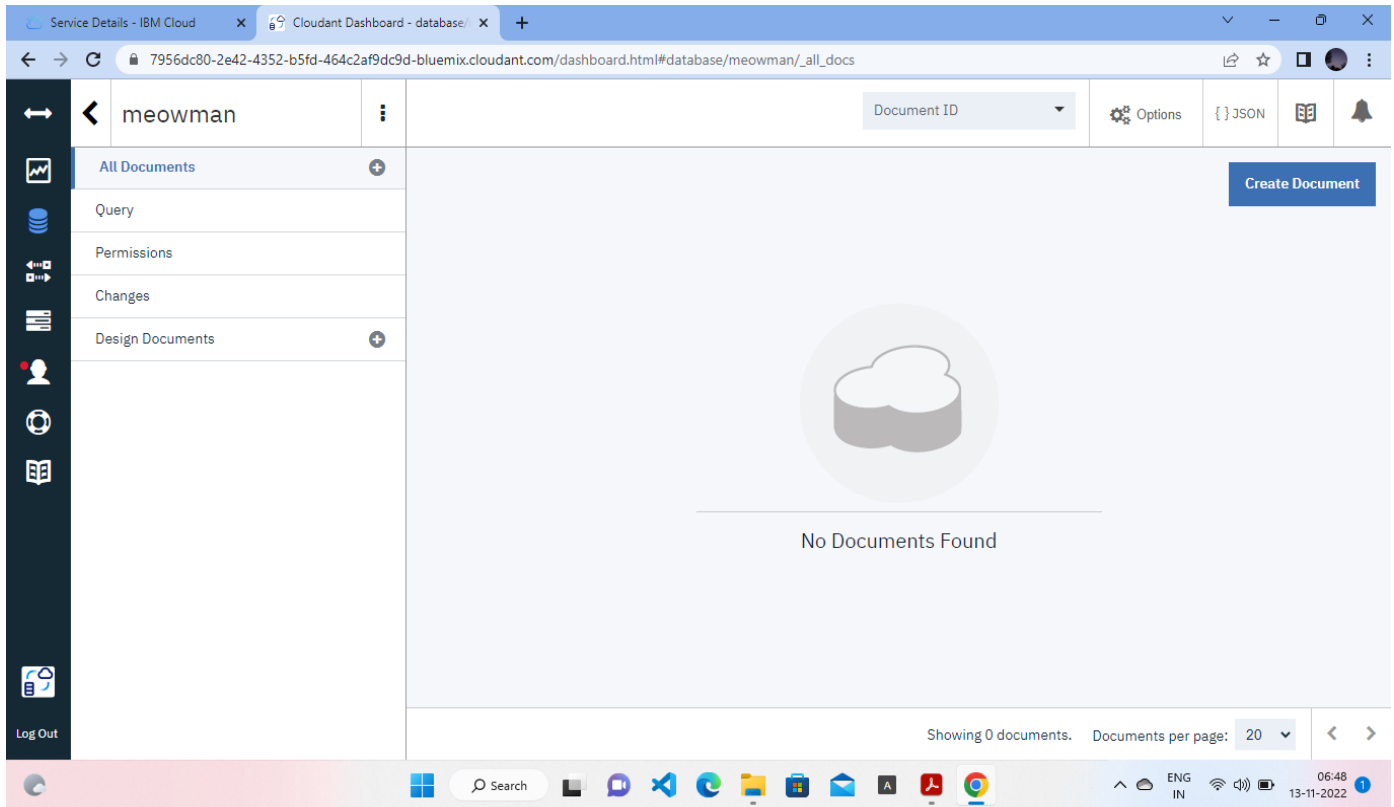 Service Details - IBM Cloud
Cloudant Dashboard - database/
7956dc80-2e42-4352-b5fd-464c2af9dc9d-bluemix.cloudant.com/dashboard.html#database/meowman/_all_docs
meowman
Document ID
Options
{ } JSON
All Documents
Create Document
Query
Permissions
Changes
Design Documents
No Documents Found
Log Out
Showing 0 documents.
Documents per page: 20
Search
A
ENG
IN
06:48
13-11-2022
1